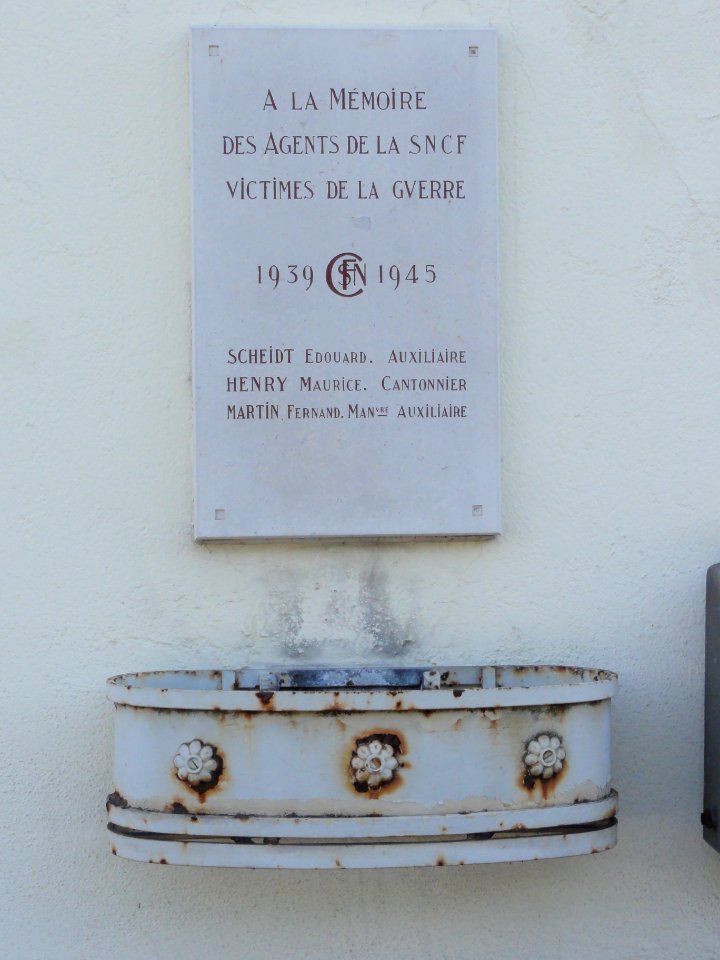 A LA MÉMOIRE
DES AGENTS DE LA SNCF
VICTIMES DE LA GVERRE
1939 SNCF 1945
SCHEIDT EDOUARD. AUXILIAIRE
HENRY MAURICE. CANTONNIER
MARTIN FERNAND. MANVRE AUXILIAIRE